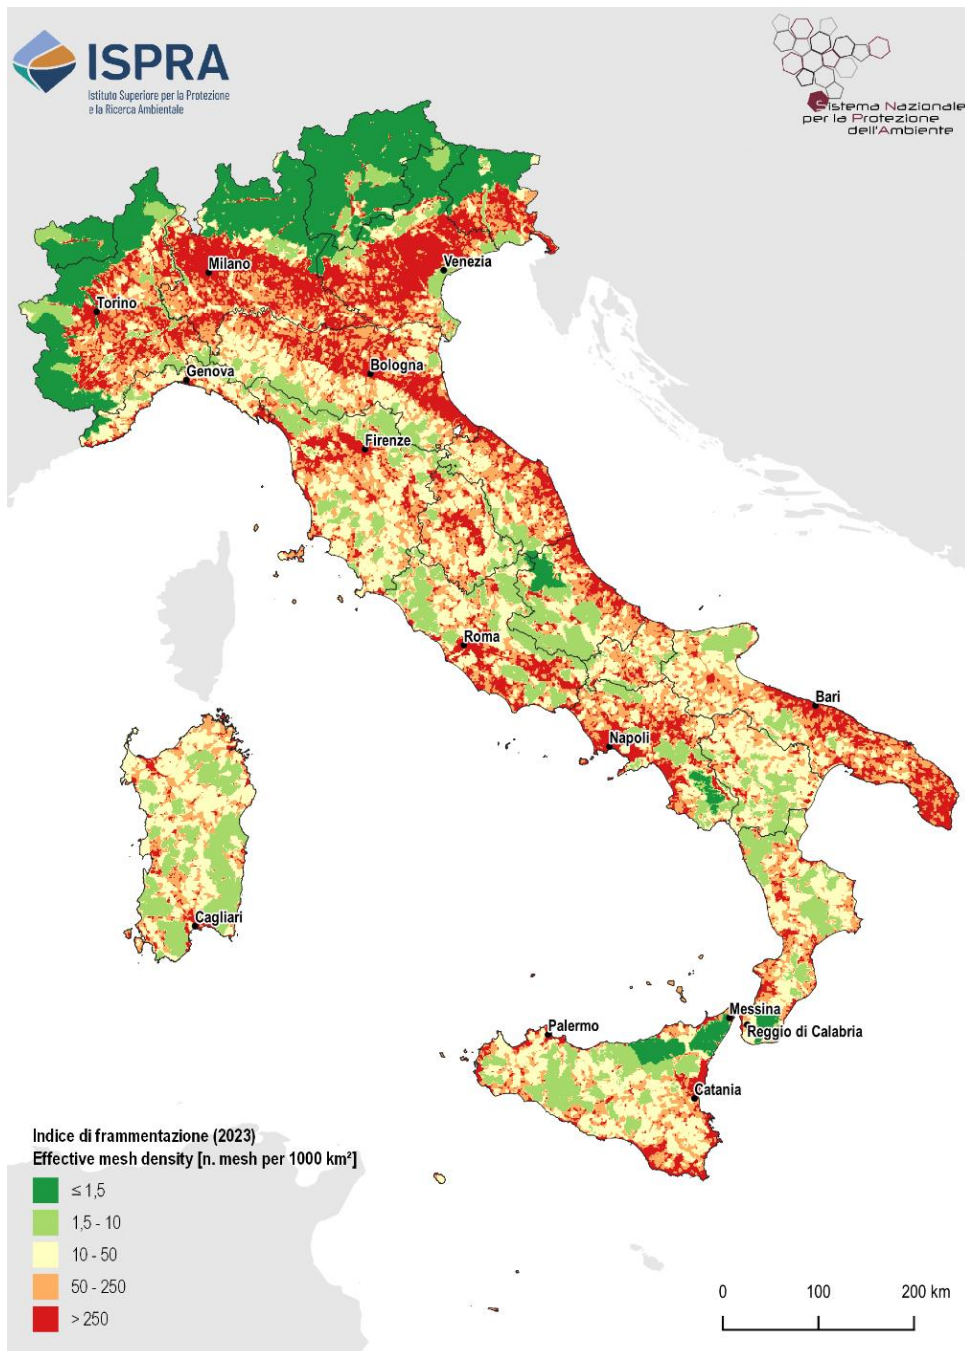 ISPRA
Istituto Superiore per la Protezione
e la Ricerca Ambientale
Sistema Nazionale
per la Protezione
dell'Ambiente
Milano
Venezia
Torino
Bologna
Genova
Firenze
Roma
Bari
Napoli
Cagliari
Messina
Palermo
Reggio di Calabria
Catania
Indice di frammentazione (2023)
Effective mesh density [n. mesh per 1000 km²]
≤ 1,5
1,5 - 10
10 - 50
50 - 250
> 250
0 100 200 km